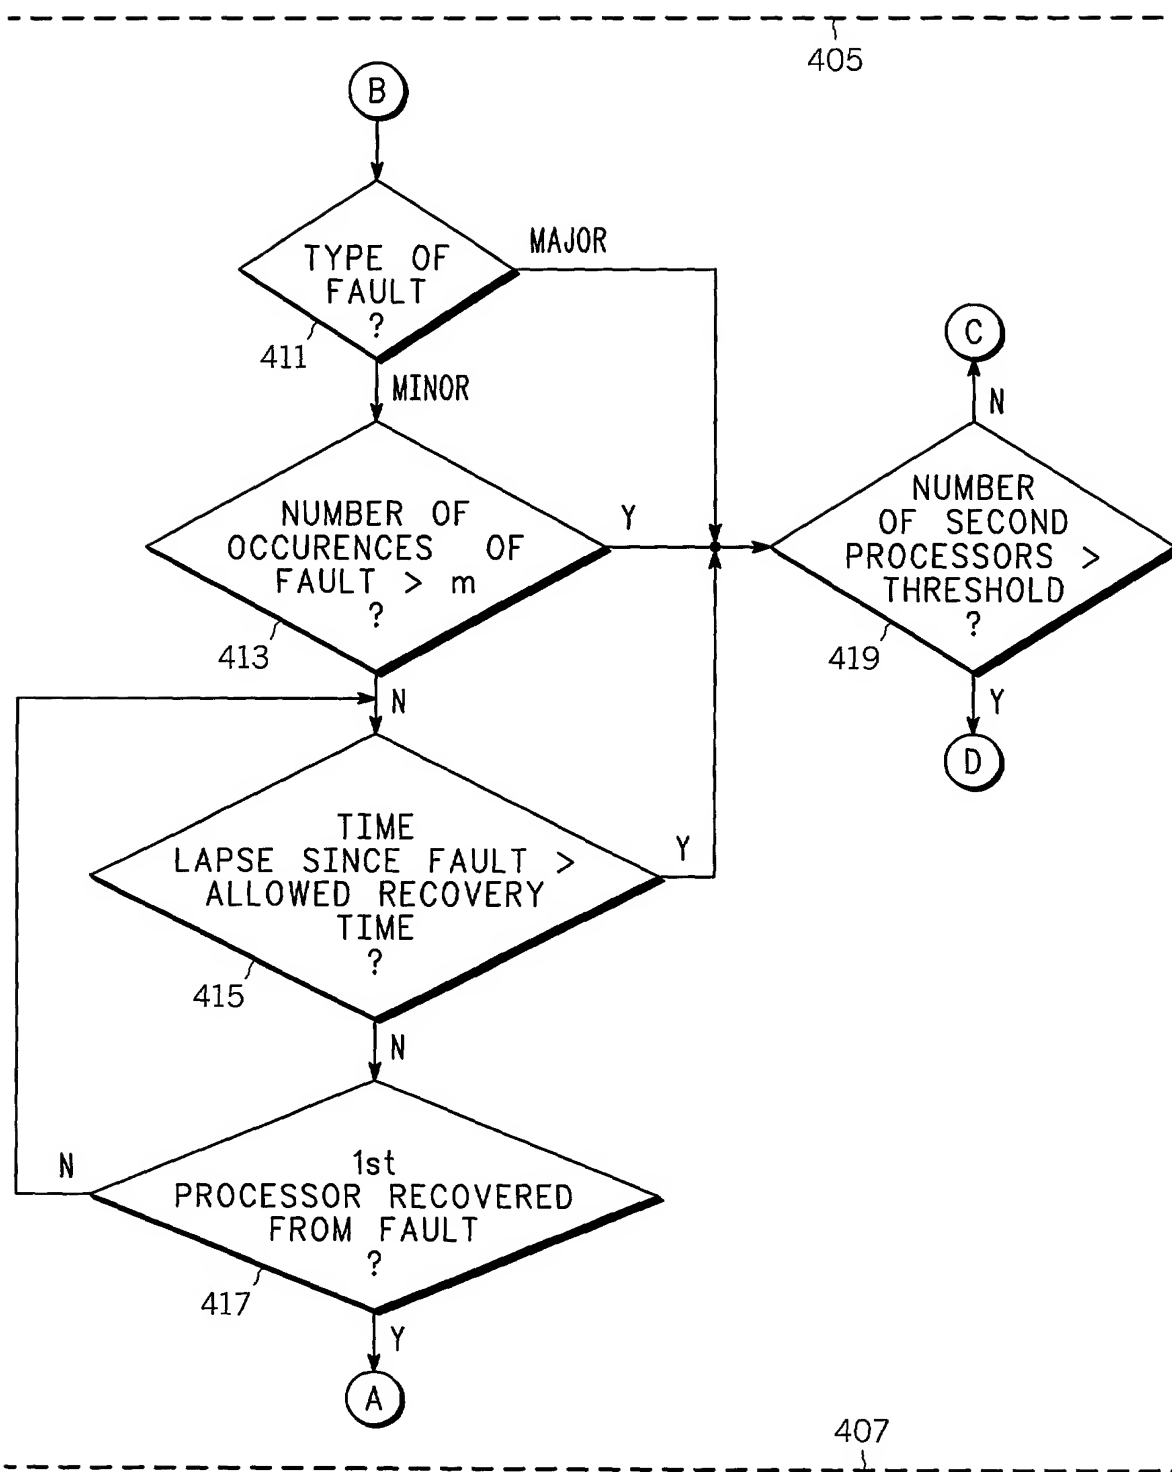 405
B
MAJOR
TYPE OF
FAULT
?
411
MINOR
C
N
NUMBER OF
OCCURENCES OF
FAULT > m
?
413
Y
NUMBER
OF SECOND
PROCESSORS >
THRESHOLD
?
419
N
Y
D
TIME
LAPSE SINCE FAULT >
ALLOWED RECOVERY
TIME
?
415
Y
N
N
1st
PROCESSOR RECOVERED
FROM FAULT
?
417
Y
A
407